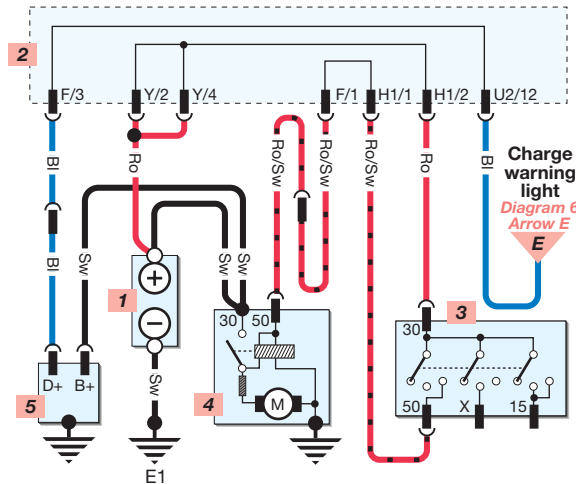 2
F/3
Y/2
Y/4
F/1
H1/1
H1/2
U2/12
Bl
Ro
Ro/Sw
Ro/Sw
Ro/Sw
Ro
Bl
Charge
warning
light
Diagram 6
Arrow E
E
Bl
Sw
Sw
Sw
1
+
−
30
50
3
30
Sw
4
M
D+
B+
5
50
X
15
E1